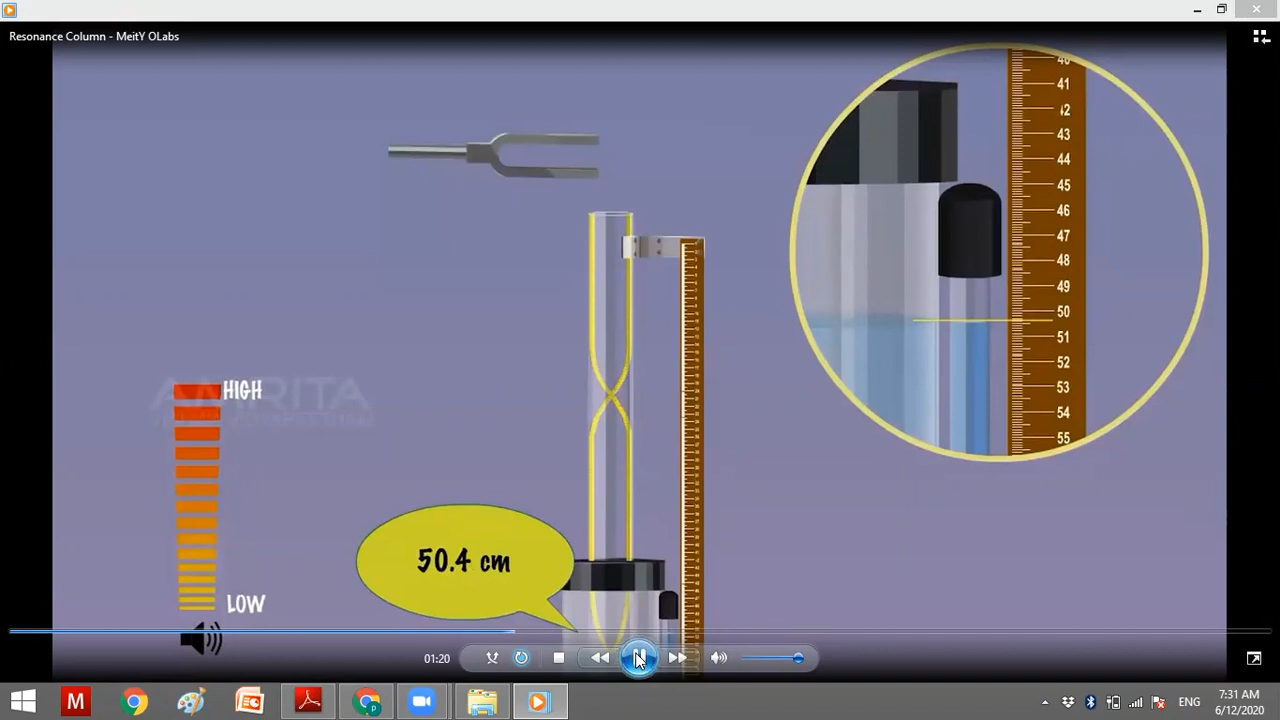 Resonance Column - MeitY OLabs
41
42
43
44
45
46
47
48
49
50
51
52
53
54
55
HIGH
50.4 cm
LOW
01:20
M
P
ENG
7:31 AM
6/12/2020